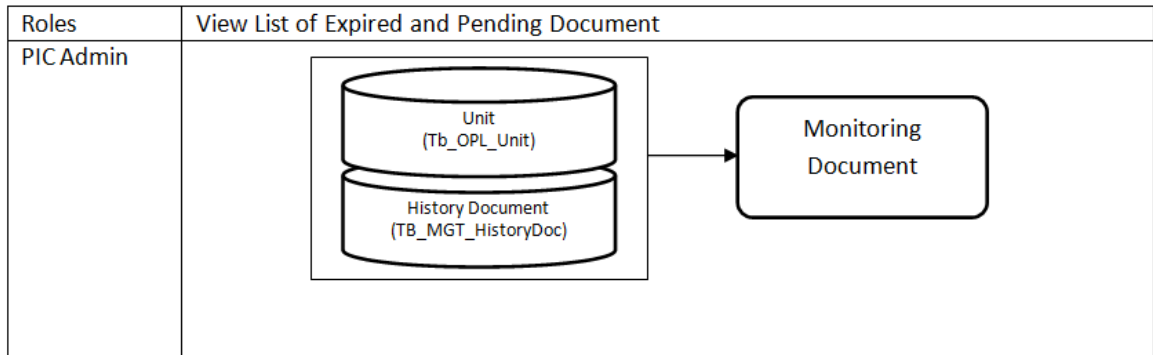 Roles
View List of Expired and Pending Document
PIC Admin
Unit
(Tb_OPL_Unit)
History Document
(TB_MGT_HistoryDoc)
Monitoring
Document